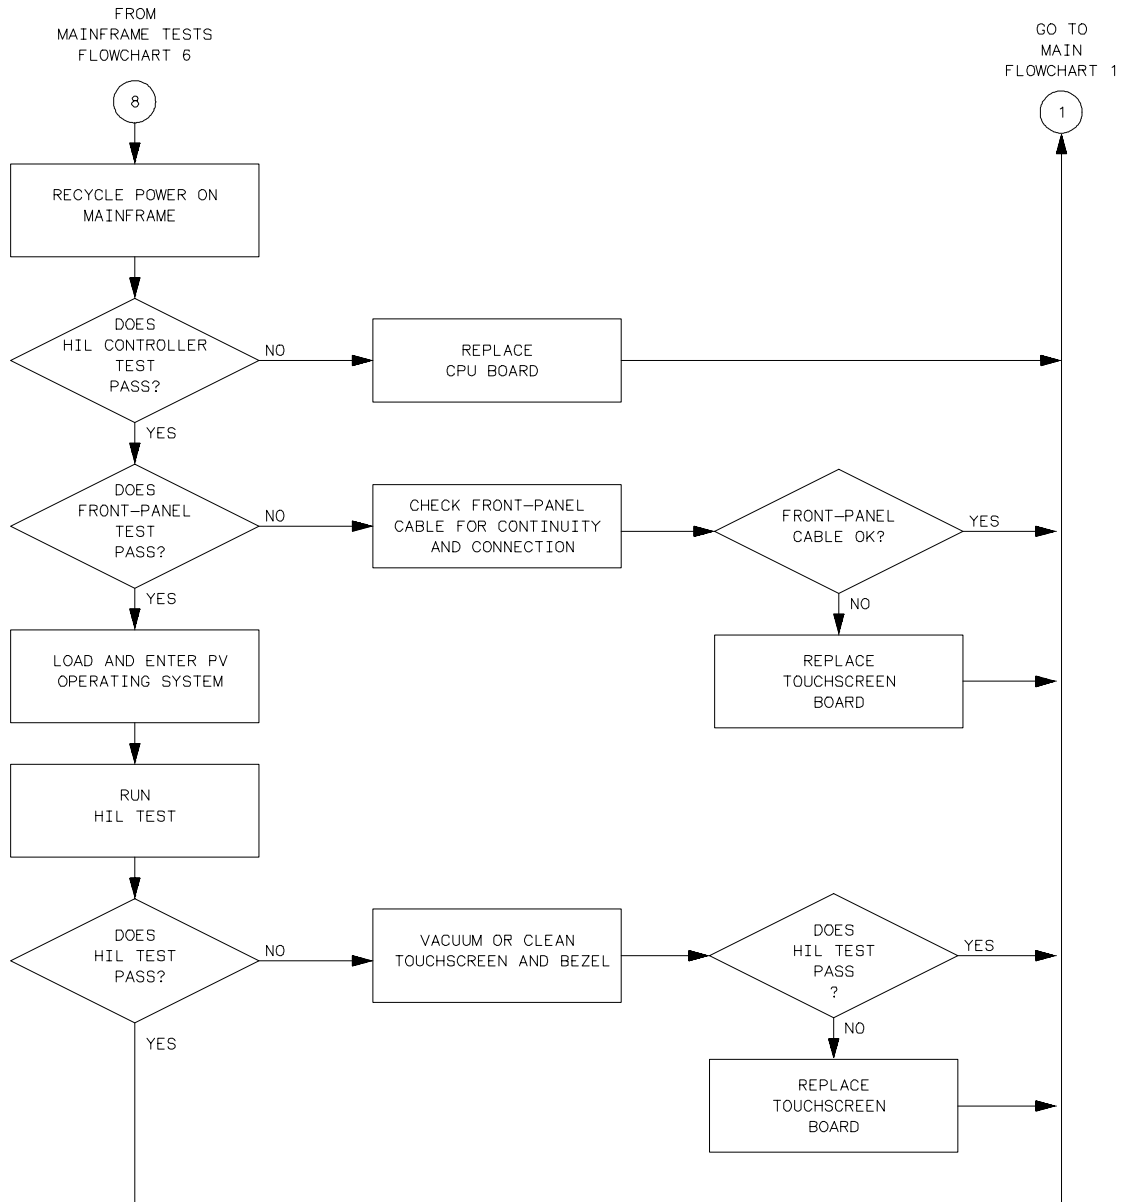 FROM
MAINFRAME TESTS
FLOWCHART 6
8
GO TO
MAIN
FLOWCHART 1
1
RECYCLE POWER ON
MAINFRAME
DOES
HIL CONTROLLER
TEST
PASS?
NO
REPLACE
CPU BOARD
YES
DOES
FRONT-PANEL
TEST
PASS?
NO
CHECK FRONT-PANEL
CABLE FOR CONTINUITY
AND CONNECTION
FRONT-PANEL
CABLE OK?
YES
NO
REPLACE
TOUCHSCREEN
BOARD
YES
LOAD AND ENTER PV
OPERATING SYSTEM
RUN
HIL TEST
DOES
HIL TEST
PASS?
NO
VACUUM OR CLEAN
TOUCHSCREEN AND BEZEL
DOES
HIL TEST
PASS
?
YES
NO
REPLACE
TOUCHSCREEN
BOARD
YES